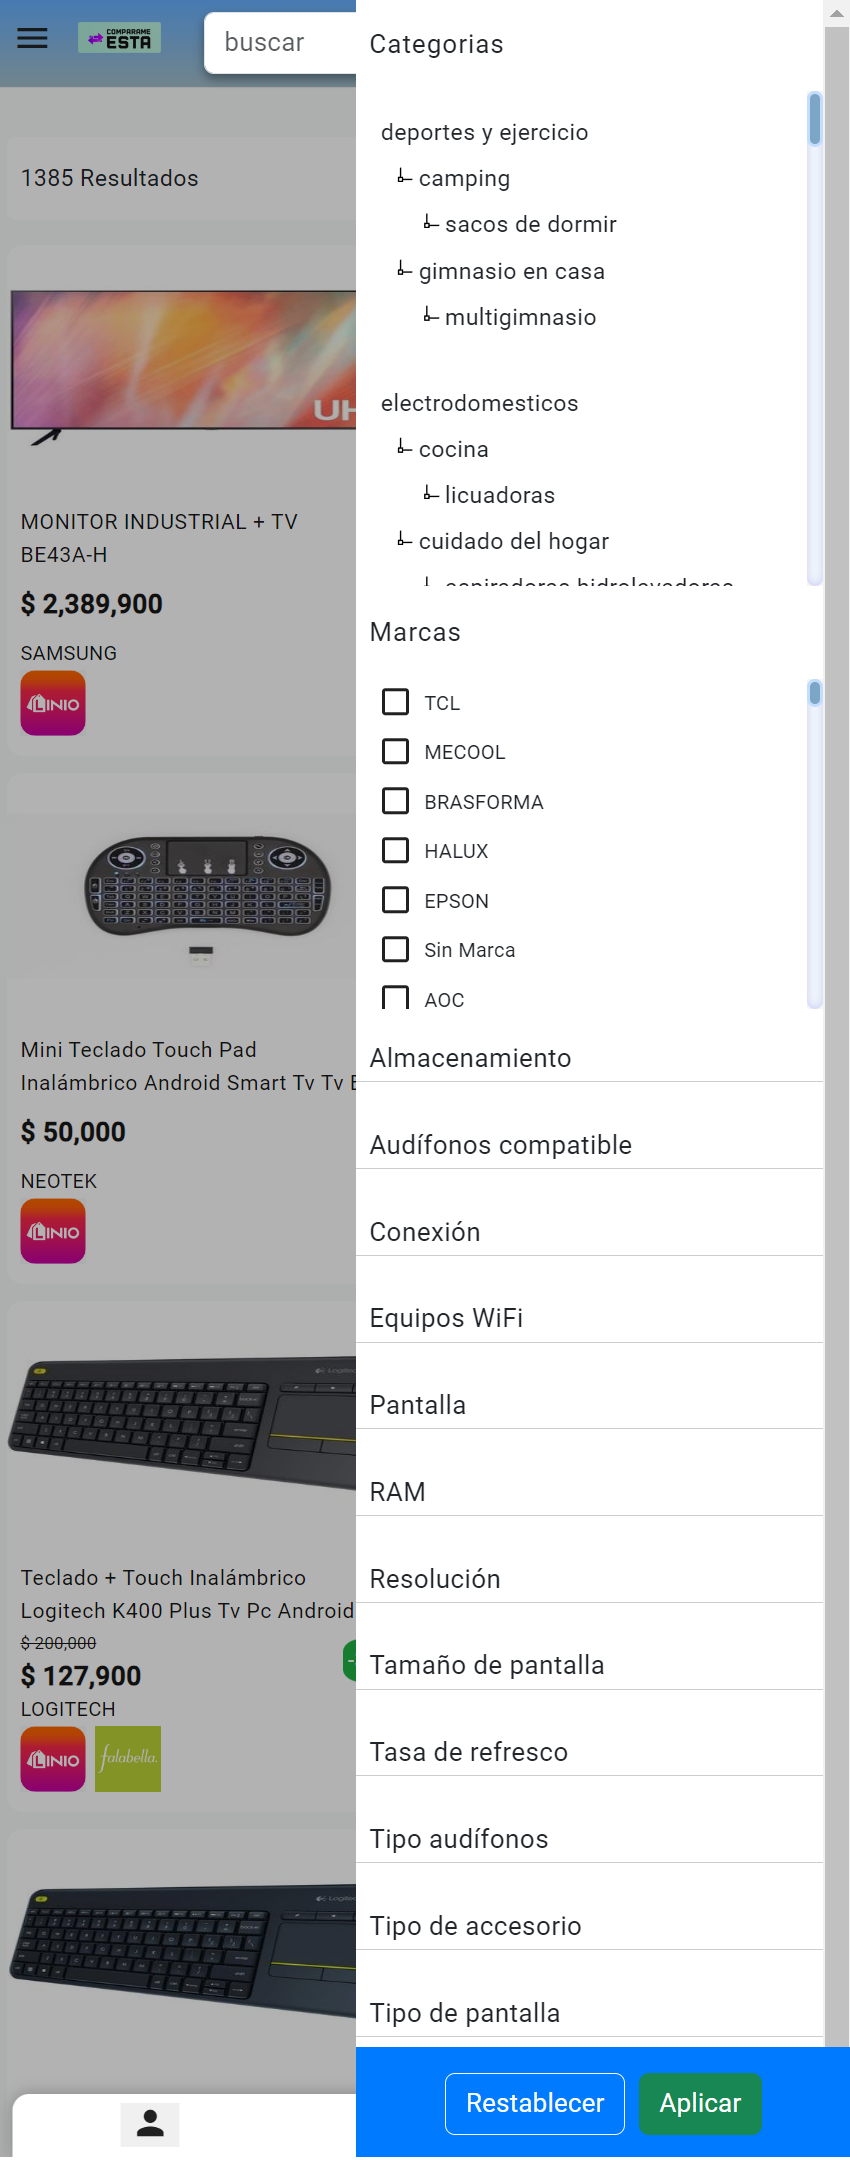 COMPARAME
ESTA
buscar
1385 Resultados
UH
MONITOR INDUSTRIAL + TV
BE43A-H
$ 2,389,900
SAMSUNG
LINIO
Mini Teclado Touch Pad
Inalámbrico Android Smart Tv Tv
$ 50,000
NEOTEK
LINIO
Teclado + Touch Inalámbrico
Logitech K400 Plus Tv Pc Android
$ 200,000
$ 127,900
LOGITECH
LINIO
falabella.
Categorias
deportes y ejercicio
camping
sacos de dormir
gimnasio en casa
multigimnasio
electrodomesticos
cocina
licuadoras
cuidado del hogar
aspiradoras hidrolavadoras
Marcas
TCL
MECOOL
BRASFORMA
HALUX
EPSON
Sin Marca
AOC
Almacenamiento
Audífonos compatible
Conexión
Equipos WiFi
Pantalla
RAM
Resolución
Tamaño de pantalla
Tasa de refresco
Tipo audífonos
Tipo de accesorio
Tipo de pantalla
Restablecer
Aplicar